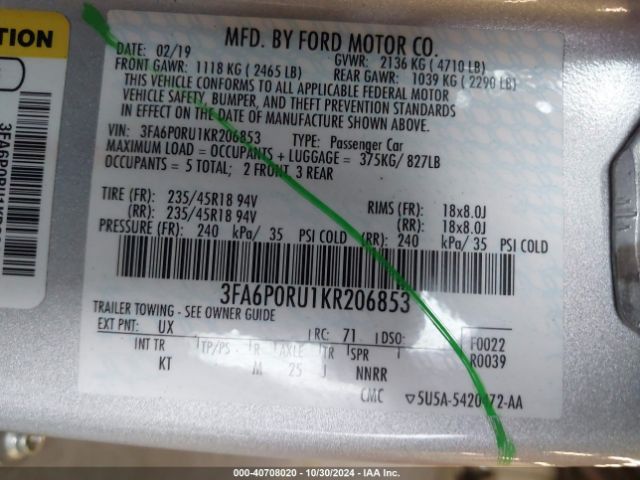 TION
3FA6P0RU1KR206853
MFD. BY FORD MOTOR CO.
DATE: 02/19 GVWR: 2136 KG ( 4710 LB)
FRONT GAWR: 1118 KG ( 2465 LB) REAR GAWR: 1039 KG ( 2290 LB)
THIS VEHICLE CONFORMS TO ALL APPLICABLE FEDERAL MOTOR
VEHICLE SAFETY, BUMPER, AND THEFT PREVENTION STANDARDS
IN EFFECT ON THE DATE OF MANUFACTURE SHOWN ABOVE.
VIN: 3FA6P0RU1KR206853 TYPE: Passenger Car
MAXIMUM LOAD = OCCUPANTS + LUGGAGE = 375KG/ 827LB
OCCUPANTS = 5 TOTAL; 2 FRONT, 3 REAR
TIRE (FR): 235/45R18 94V RIMS (FR): 18x8.0J
(RR): 235/45R18 94V (RR): 18x8.0J
PRESSURE (FR): 240 kPa/ 35 PSI COLD (RR): 240 kPa/ 35 PSI COLD
3FA6P0RU1KR206853
TRAILER TOWING - SEE OWNER GUIDE
EXT PNT: UX RC: 71 DSO: F0022
INT TR TP/PS R AXLE TR SPR R0039
KT M 25 J NNRR
CMC 5U5A-5420472-AA
000-40708020 - 10/30/2024 - IAA Inc.